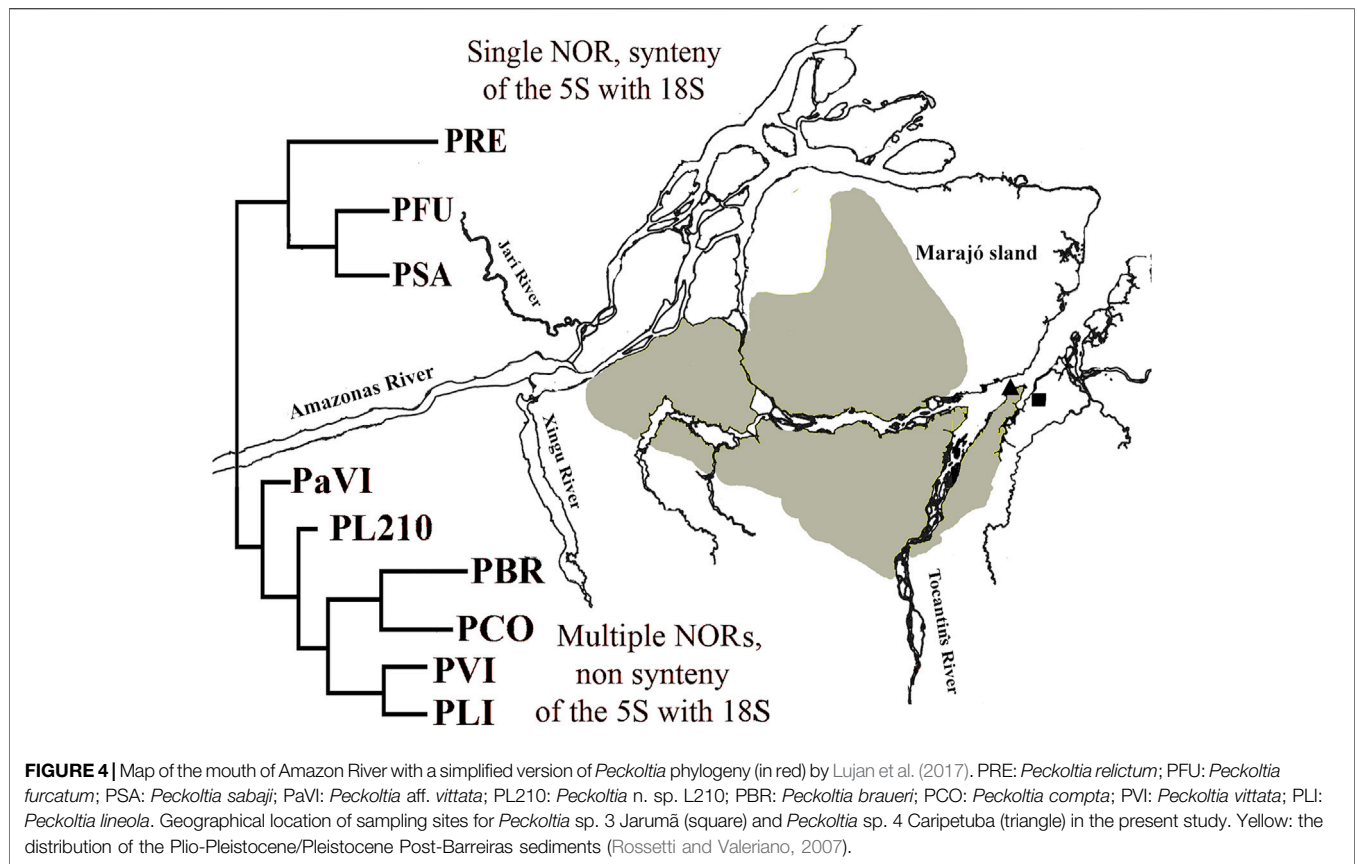 Single NOR, synteny
of the 5S with 18S
PRE
PFU
PSA
Jari River
Marajó sland
Amazonas River
Xingu River
PaVI
PL210
PBR
PCO
PVI
PLI
Multiple NORs,
non synteny
of the 5S with 18S
Tocantin's River
FIGURE 4 | Map of the mouth of Amazon River with a simplified version of Peckoltia phylogeny (in red) by Lujan et al. (2017). PRE: Peckoltia relictum; PFU: Peckoltia
furcatum; PSA: Peckoltia sabaji; PaVI: Peckoltia aff. vittata; PL210: Peckoltia n. sp. L210; PBR: Peckoltia braueri; PCO: Peckoltia compta; PVI: Peckoltia vittata; PLI:
Peckoltia lineola. Geographical location of sampling sites for Peckoltia sp. 3 Jarumã (square) and Peckoltia sp. 4 Caripetuba (triangle) in the present study. Yellow: the
distribution of the Plio-Pleistocene/Pleistocene Post-Barreiras sediments (Rossetti and Valeriano, 2007).